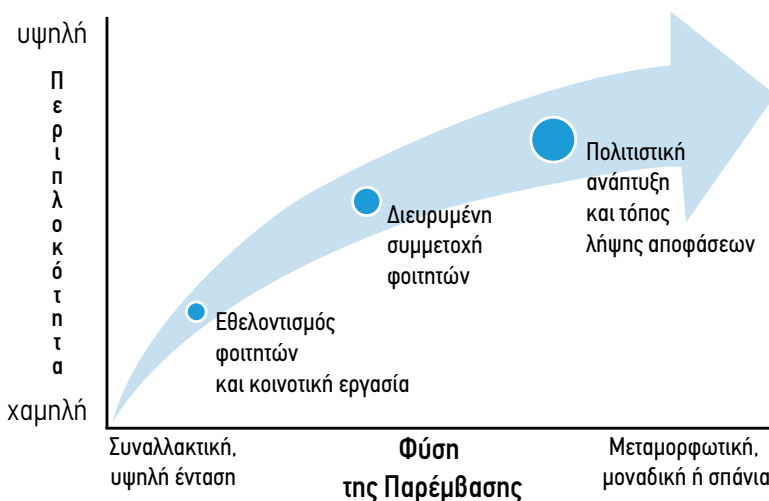 υψηλή
Περιπλοκότητα
χαμηλή
Πολιτιστική
ανάπτυξη
και τόπος
λήψης αποφάσεων
Διευρυμένη
συμμετοχή
φοιτητών
Εθελοντισμός
φοιτητών
και κοινοτική εργασία
Συναλλακτική,
υψηλή ένταση
Φύση
της Παρέμβασης
Μεταμορφωτική,
μοναδική ή σπάνια